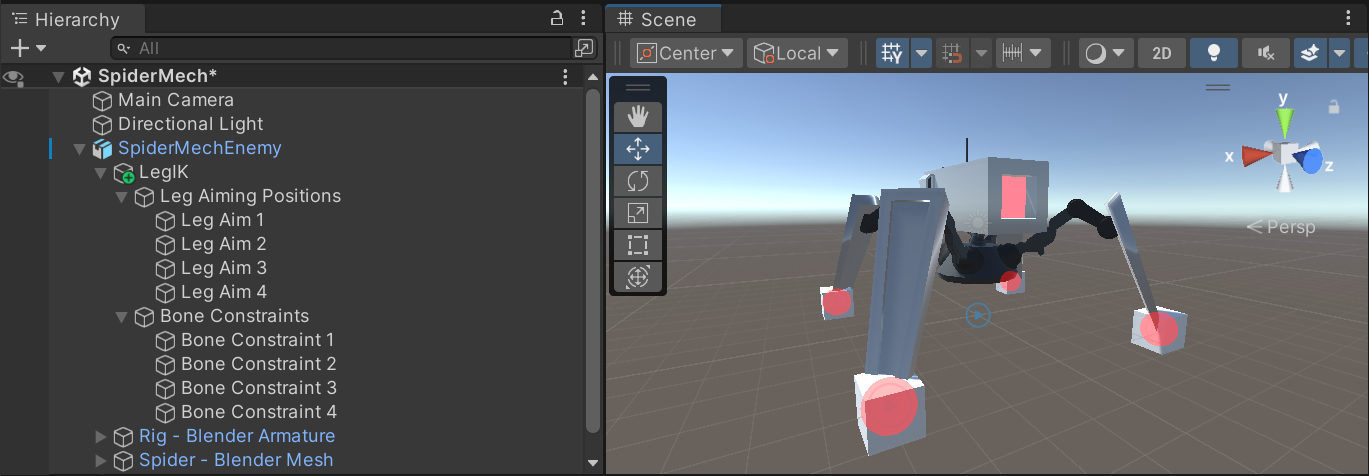 Hierarchy
All
SpiderMech*
Main Camera
Directional Light
SpiderMechEnemy
LegIK
Leg Aiming Positions
Leg Aim 1
Leg Aim 2
Leg Aim 3
Leg Aim 4
Bone Constraints
Bone Constraint 1
Bone Constraint 2
Bone Constraint 3
Bone Constraint 4
Rig - Blender Armature
Spider - Blender Mesh
Scene
Center Local 2D
y
x
z
Persp